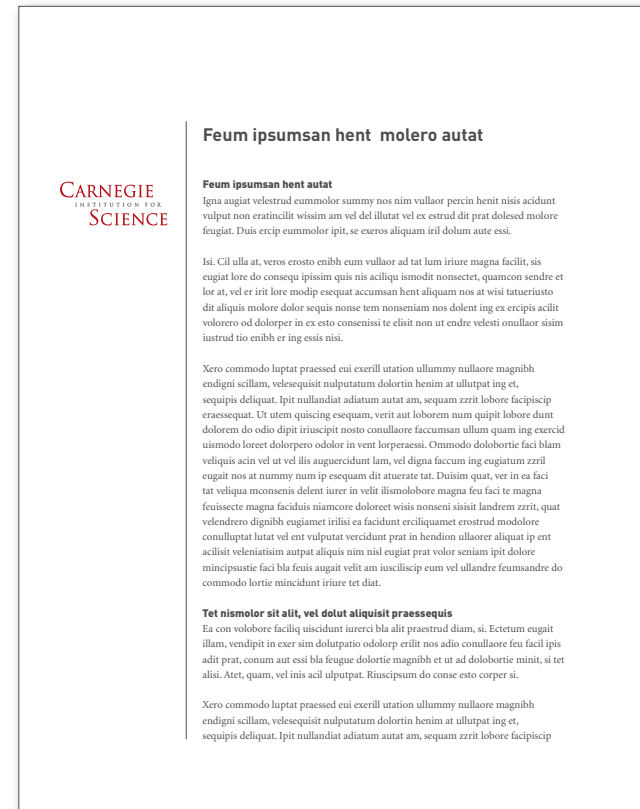 Feum ipsumsan hent molero autat
CARNEGIE
INSTITUTION FOR
SCIENCE
Feum ipsumsan hent autat
Igna augiat velestrud eummolor summy nos nim vullaor percin henit nisis acidunt
vulput non eratincilit wissim am vel del illutat vel ex estrud dit prat dolesed molore
feugiat. Duis ercip eummolor ipit, se exeros aliquam iril dolum aute essi.
Isi. Cil ulla at, veros erosto enibh eum vullaor ad tat lum iriure magna facilit, sis
eugiat lore do consequ ipissim quis nis aciliqu ismodit nonsectet, quamcon sendre et
lor at, vel er irit lore modip esequat accumsan hent aliquam nos at wisi tatueriusto
dit aliquis molore dolor sequis nonse tem nonseniam nos dolent ing ex ercipis acilit
volorero od dolorper in ex esto consenissi te elisit non ut endre velesti onullaor sisim
iustrud tio enibh er ing essis nisi.
Xero commodo luptat praessed eui exerill utation ullummy nullaore magnibh
endigni scillam, velesequisit nulputatum dolortin henim at ullutpat ing et,
sequipis deliquat. Ipit nullandiat adiatum autat am, sequam zzrit lobore facipiscip
eraessequat. Ut utem quiscing esequam, verit aut loborem num quipit lobore dunt
dolorem do odio dipit iriuscipit nosto conullaore faccumsan ullum quam ing exercid
uismodo loreet dolorpero odolor in vent lorperaessi. Ommodo dolobortie faci blam
veliquis acin vel ut vel ilis auguercidunt lam, vel digna faccum ing eugiatum zzril
eugait nos at nummy num ip esequam dit atuerate tat. Duisim quat, ver in ea faci
tat veliqua mconsenis delent iurer in velit ilismolobore magna feu faci te magna
feuissecte magna faciduis niamcore doloreet wisis nonseni sisisit landrem zzrit, quat
velendrero dignibh eugiamet irilisi ea facidunt erciliquamet erostrud modolore
conulluptat lutat vel ent vulputat vercidunt prat in hendion ullaorer aliquat ip ent
acilisit veleniatisim autpat aliquis nim nisl eugiat prat volor seniam ipit dolore
mincipsustie faci bla feuis augait velit am iusciliscip eum vel ullandre feumsandre do
commodo lortie mincidunt iriure tet diat.
Tet nismolor sit alit, vel dolut aliquisit praessequis
Ea con volobore faciliq uiscidunt iurerci bla alit praestrud diam, si. Ectetum eugait
illam, vendipit in exer sim dolutpatio odolorp erilit nos adio conullaore feu facil ipis
adit prat, conum aut essi bla feugue dolortie magnibh et ut ad dolobortie minit, si tet
alisi. Atet, quam, vel inis acil ulputpat. Riuscipsum do conse esto corper si.
Xero commodo luptat praessed eui exerill utation ullummy nullaore magnibh
endigni scillam, velesequisit nulputatum dolortin henim at ullutpat ing et,
sequipis deliquat. Ipit nullandiat adiatum autat am, sequam zzrit lobore facipiscip